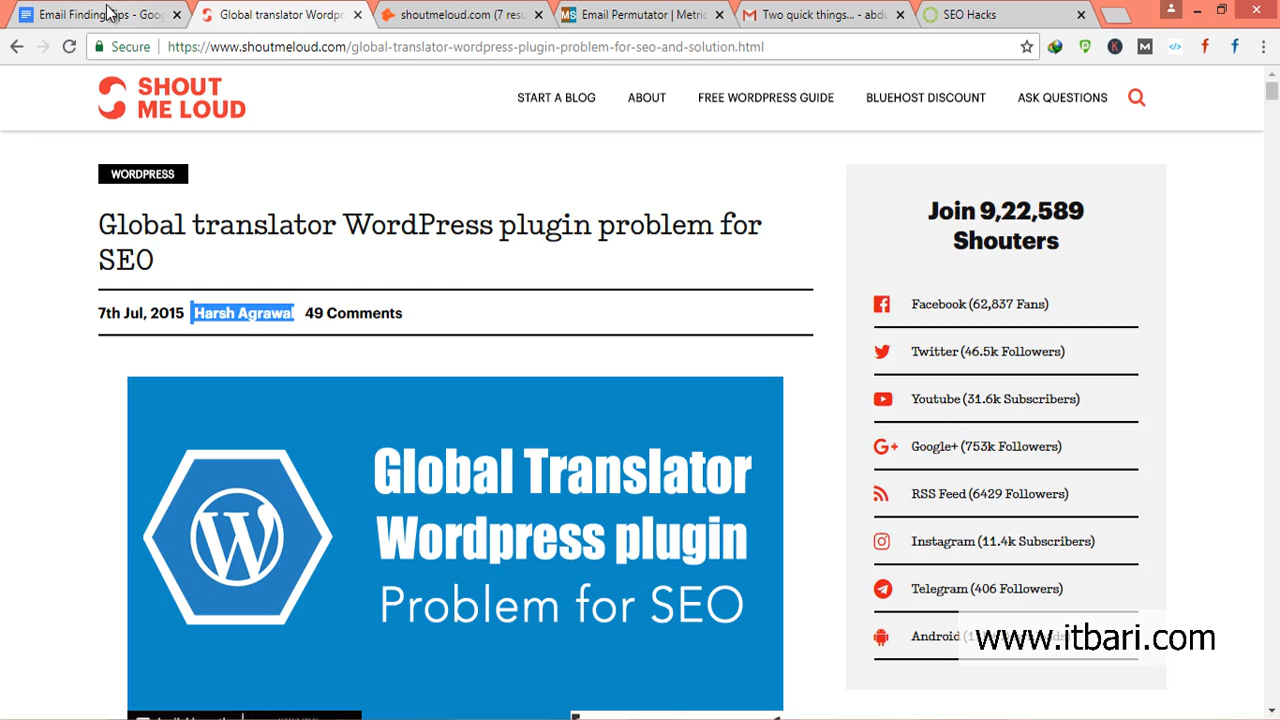 Email Finding ps - Goog
Global translator Wordpr
shoutmeloud.com (7 res
Email Permutator | Metric
Two quick things... - abdu
SEO Hacks
Secure
https://www.shoutmeloud.com/global-translator-wordpress-plugin-problem-for-seo-and-solution.html
SHOUT
ME LOUD
START A BLOG
ABOUT
FREE WORDPRESS GUIDE
BLUEHOST DISCOUNT
ASK QUESTIONS
WORDPRESS
Global translator WordPress plugin problem for
SEO
7th Jul, 2015 Harsh Agrawal 49 Comments
Global Translator
Wordpress plugin
Problem for SEO
Join 9,22,589
Shouters
Facebook (62,837 Fans)
Twitter (46.5k Followers)
Youtube (31.6k Subscribers)
Google+ (753k Followers)
RSS Feed (6429 Followers)
Instagram (11.4k Subscribers)
Telegram (406 Followers)
Android
www.itbari.com